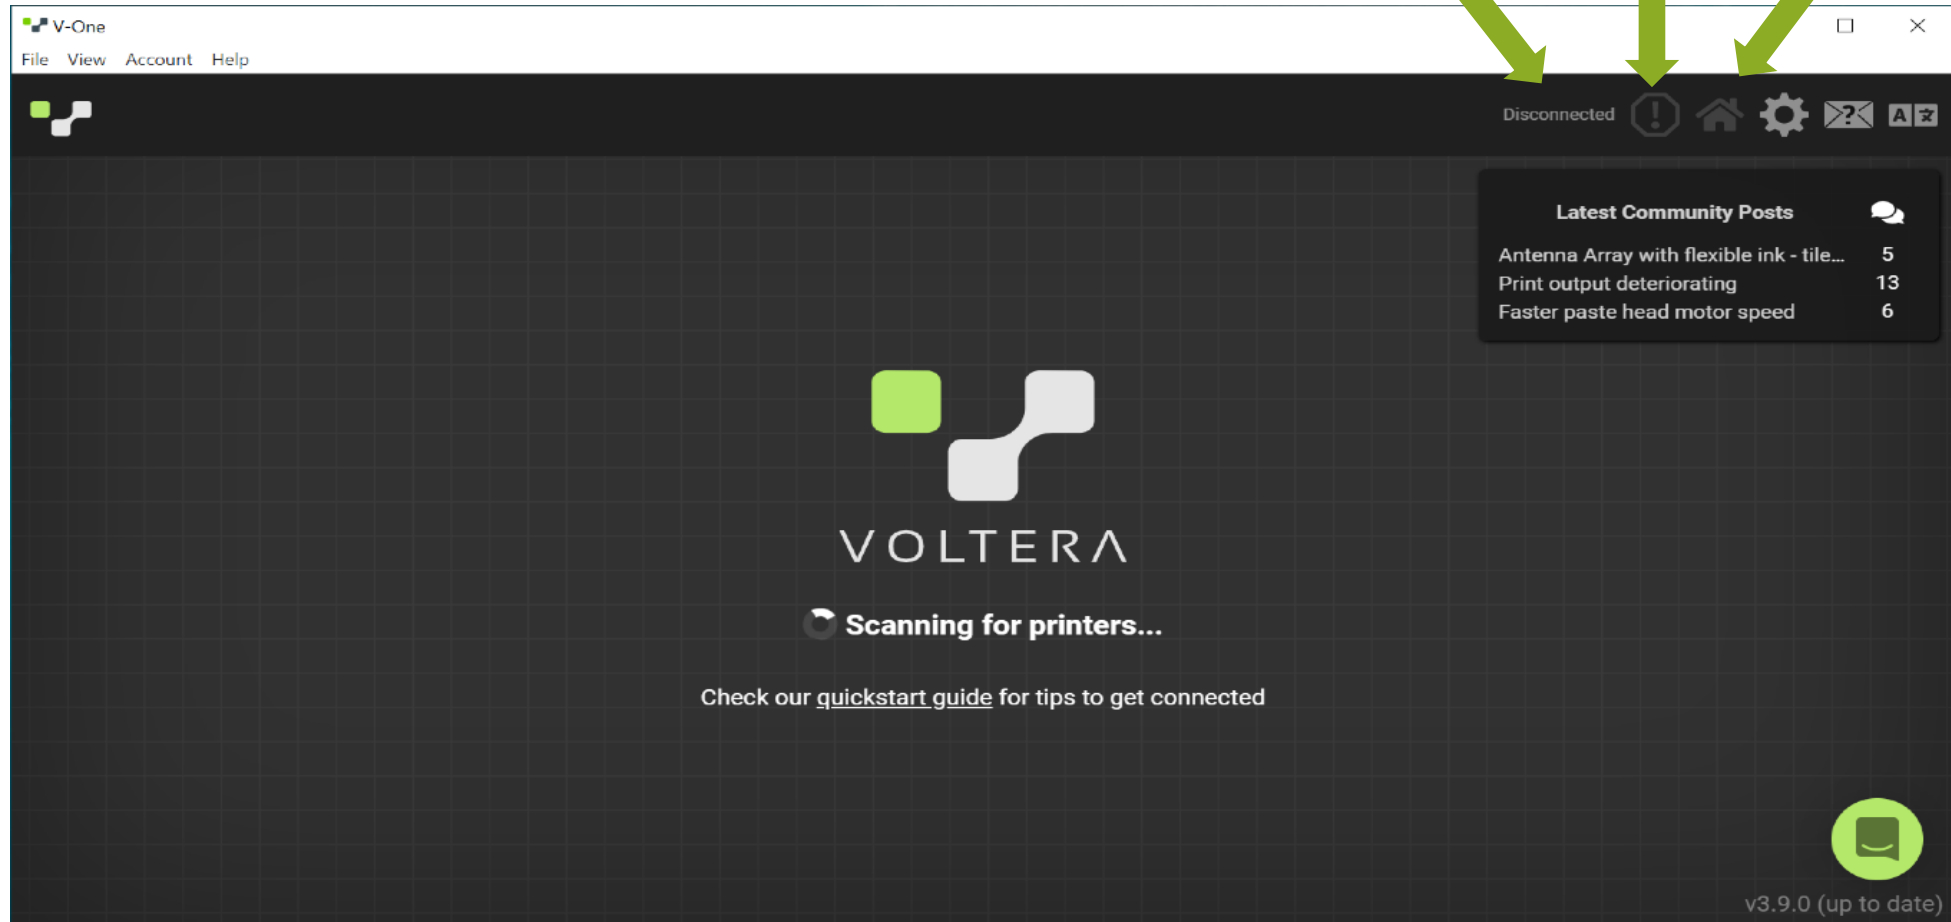 V-One
File View Account Help
Disconnected
A 文
Latest Community Posts
Antenna Array with flexible ink - tile... 5
Print output deteriorating 13
Faster paste head motor speed 6
VOLTERA
Scanning for printers...
Check our quickstart guide for tips to get connected
v3.9.0 (up to date)